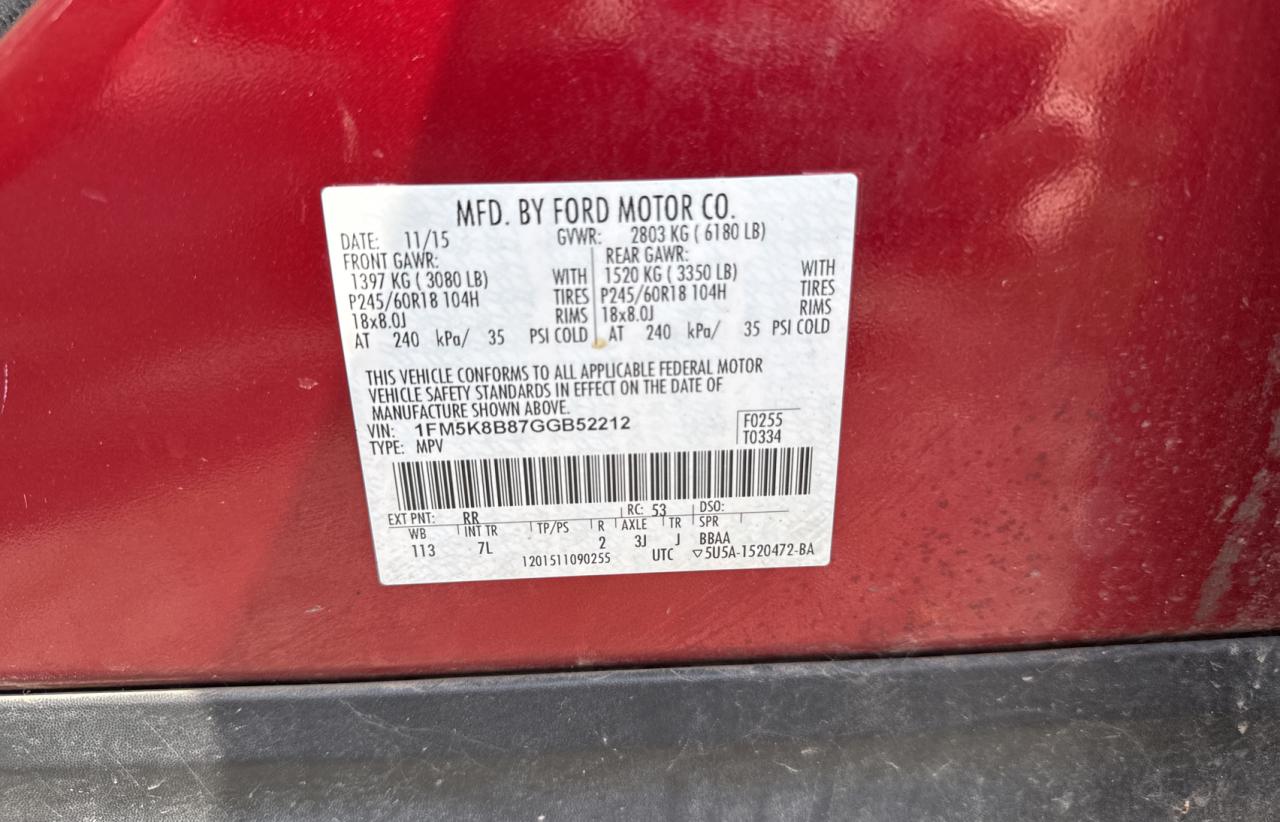 MFD. BY FORD MOTOR CO.
DATE: 11/15 GVWR: 2803 KG ( 6180 LB)
FRONT GAWR: REAR GAWR:
1397 KG ( 3080 LB) WITH 1520 KG ( 3350 LB) WITH
P245/60R18 104H TIRES P245/60R18 104H TIRES
18x8.0J RIMS 18x8.0J RIMS
AT 240 kPa/ 35 PSI COLD AT 240 kPa/ 35 PSI COLD
THIS VEHICLE CONFORMS TO ALL APPLICABLE FEDERAL MOTOR
VEHICLE SAFETY STANDARDS IN EFFECT ON THE DATE OF
MANUFACTURE SHOWN ABOVE.
VIN: 1FM5K8B87GGB52212 F0255
TYPE: MPV T0334
EXT PNT: RR RC: 53 DSO:
WB INT TR TP/PS R AXLE TR SPR
113 7L 2 3J J BBAA
1201511090255 UTC ▽5U5A-1520472-BA